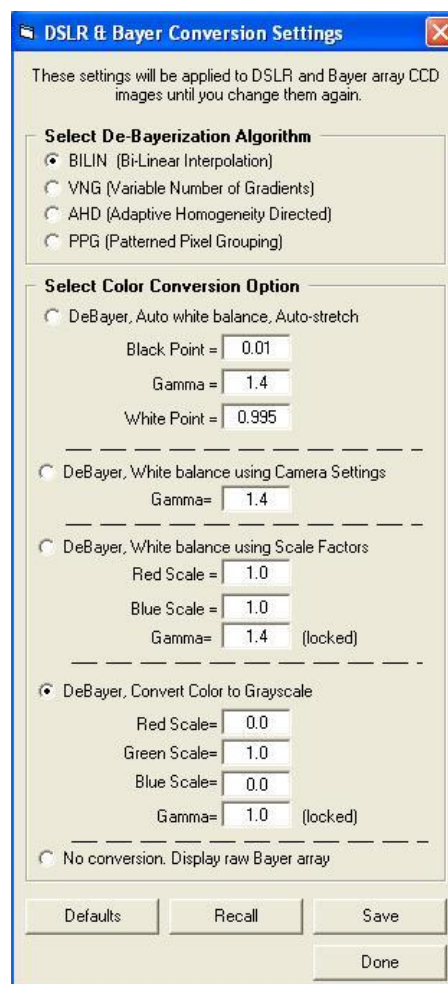 DSLR & Bayer Conversion Settings
These settings will be applied to DSLR and Bayer array CCD
images until you change them again.
Select De-Bayerization Algorithm
BILIN (Bi-Linear Interpolation)
VNG (Variable Number of Gradients)
AHD (Adaptive Homogeneity Directed)
PPG (Patterned Pixel Grouping)
Select Color Conversion Option
DeBayer, Auto white balance, Auto-stretch
Black Point = 0.01
Gamma = 1.4
White Point = 0.995
DeBayer, White balance using Camera Settings
Gamma= 1.4
DeBayer, White balance using Scale Factors
Red Scale = 1.0
Blue Scale = 1.0
Gamma= 1.4 (locked)
DeBayer, Convert Color to Grayscale
Red Scale= 0.0
Green Scale= 1.0
Blue Scale= 0.0
Gamma= 1.0 (locked)
No conversion. Display raw Bayer array
Defaults Recall Save
Done